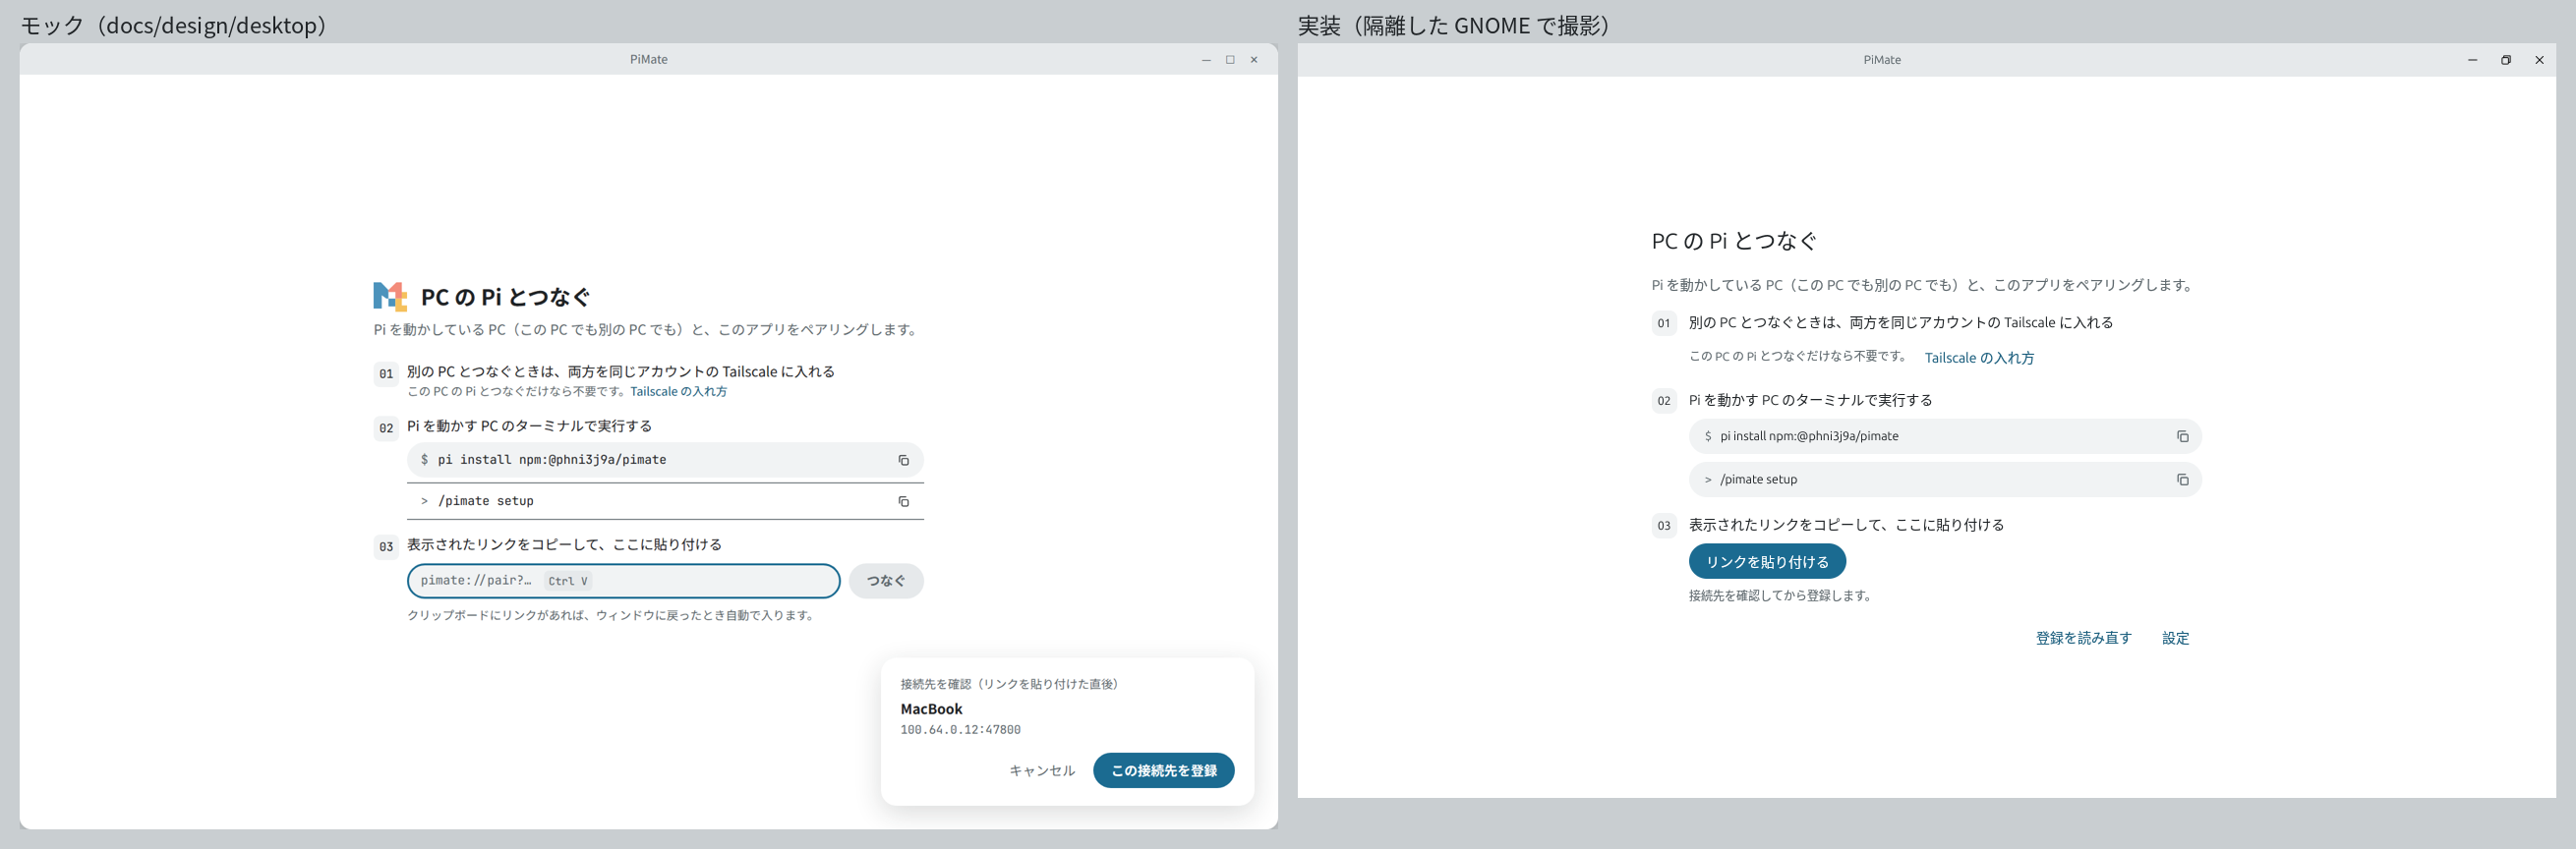 モック（docs/design/desktop）
PiMate
PC の Pi とつなぐ
Pi を動かしている PC（この PC でも別の PC でも）と、このアプリをペアリングします。
01 別の PC とつなぐときは、両方を同じアカウントの Tailscale に入れる
この PC の Pi とつなぐだけなら不要です。Tailscale の入れ方
02 Pi を動かす PC のターミナルで実行する
$ pi install npm:@phni3j9a/pimate
> /pimate setup
03 表示されたリンクをコピーして、ここに貼り付ける
pimate://pair?… Ctrl V つなぐ
クリップボードにリンクがあれば、ウィンドウに戻ったとき自動で入ります。
接続先を確認（リンクを貼り付けた直後）
MacBook
100.64.0.12:47800
キャンセル この接続先を登録
実装（隔離した GNOME で撮影）
PiMate
PC の Pi とつなぐ
Pi を動かしている PC（この PC でも別の PC でも）と、このアプリをペアリングします。
01 別の PC とつなぐときは、両方を同じアカウントの Tailscale に入れる
この PC の Pi とつなぐだけなら不要です。 Tailscale の入れ方
02 Pi を動かす PC のターミナルで実行する
$ pi install npm:@phni3j9a/pimate
> /pimate setup
03 表示されたリンクをコピーして、ここに貼り付ける
リンクを貼り付ける
接続先を確認してから登録します。
登録を読み直す 設定